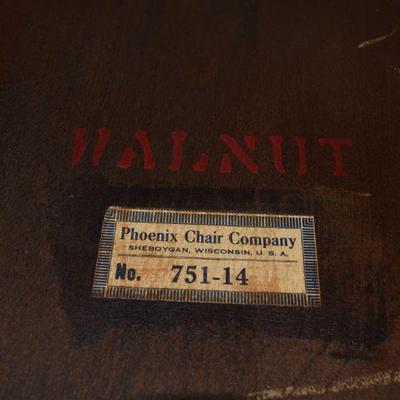 WALNUT
Phoenix Chair Company
SHEBOYGAN, WISCONSIN, U. S. A.
No. 751-14